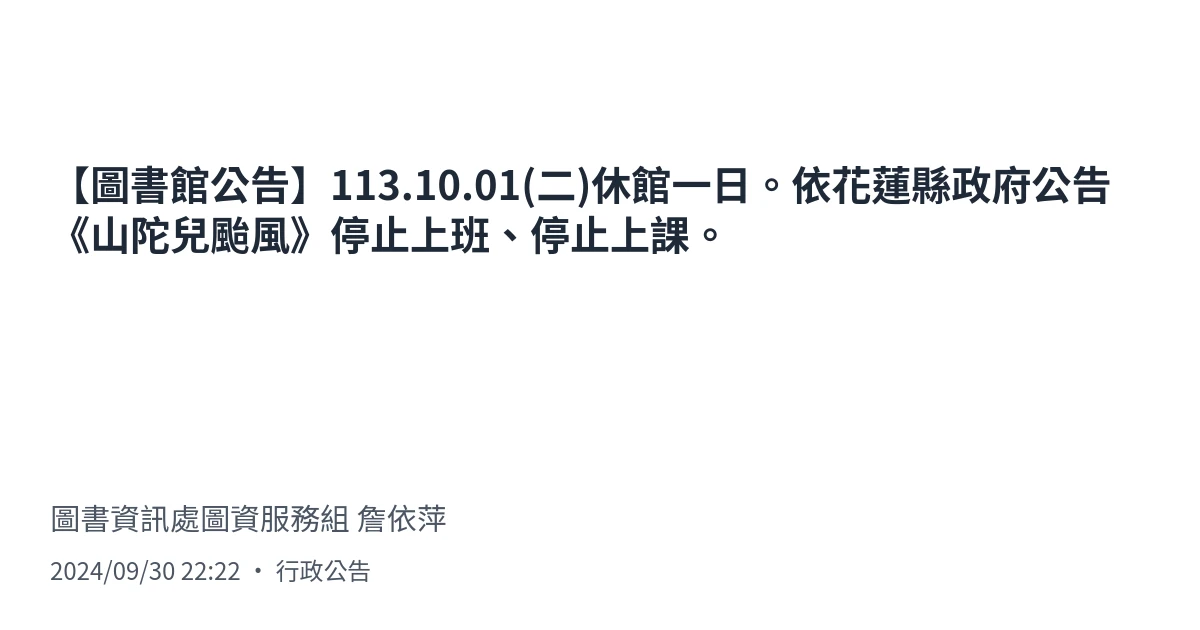 【圖書館公告】113.10.01(二)休館一日。依花蓮縣政府公告
《山陀兒颱風》停止上班、停止上課。
圖書資訊處圖資服務組 詹依萍
2024/09/30 22:22 • 行政公告